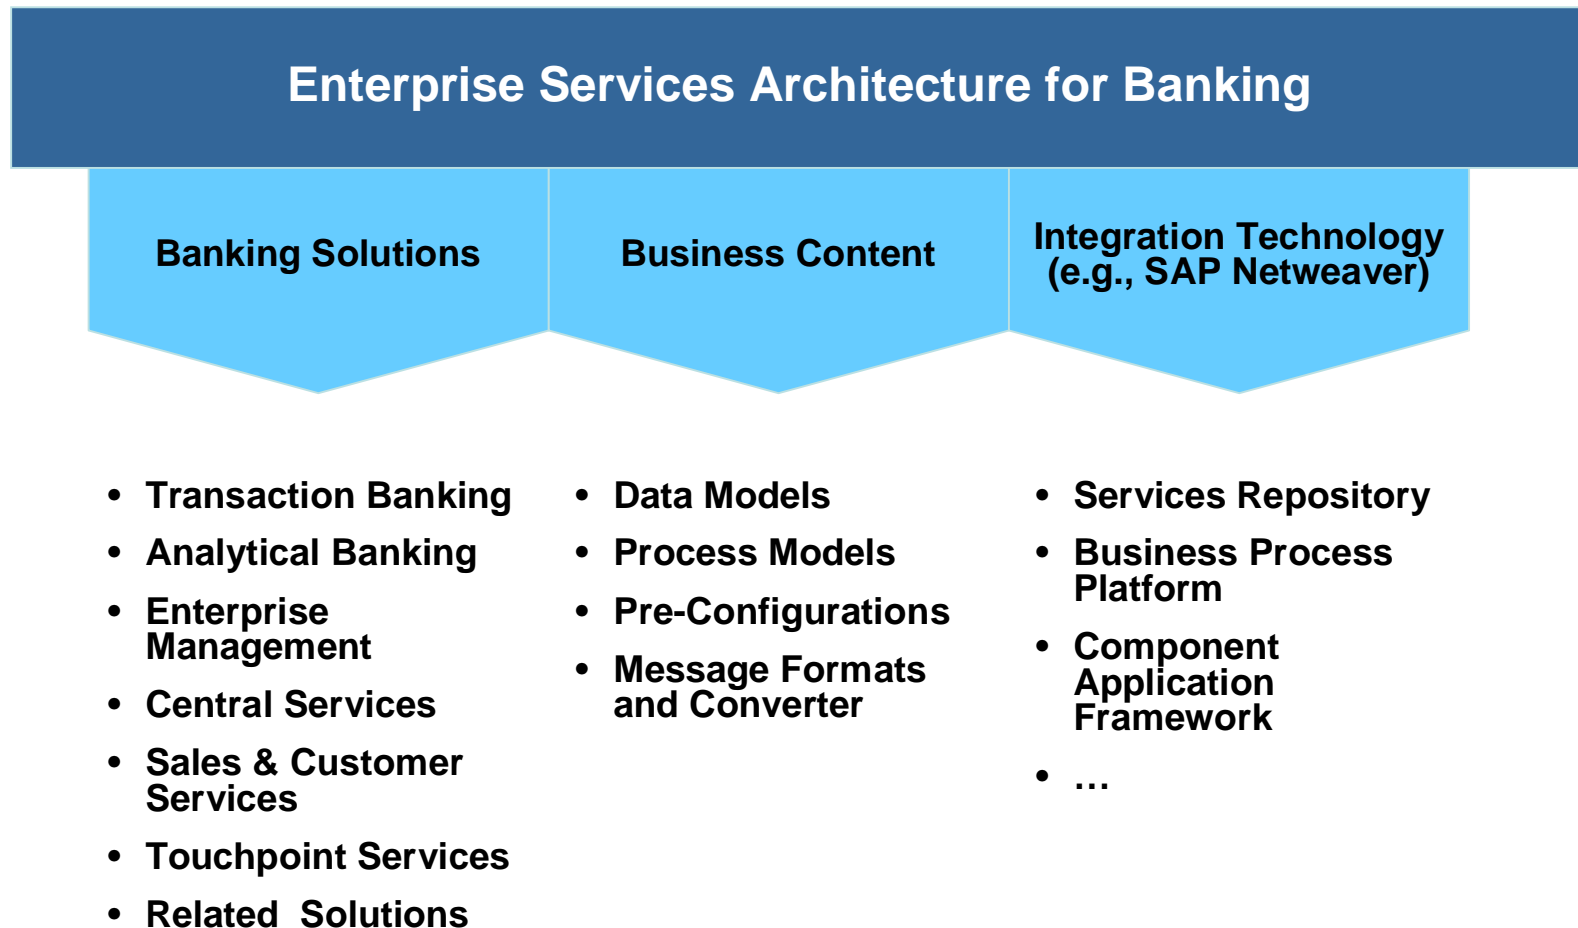 Enterprise Services Architecture for Banking
Banking Solutions
Business Content
Integration Technology
(e.g., SAP Netweaver)
• Transaction Banking
• Analytical Banking
• Enterprise
Management
• Central Services
• Sales & Customer
Services
• Touchpoint Services
• Related  Solutions
• Data Models
• Process Models
• Pre-Configurations
• Message Formats
and Converter
• Services Repository
• Business Process
Platform
• Component
Application
Framework
• …